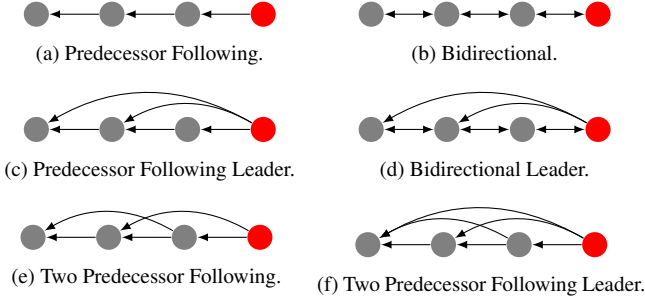 (a) Predecessor Following.
(b) Bidirectional.
(c) Predecessor Following Leader.
(d) Bidirectional Leader.
(e) Two Predecessor Following.
(f) Two Predecessor Following Leader.